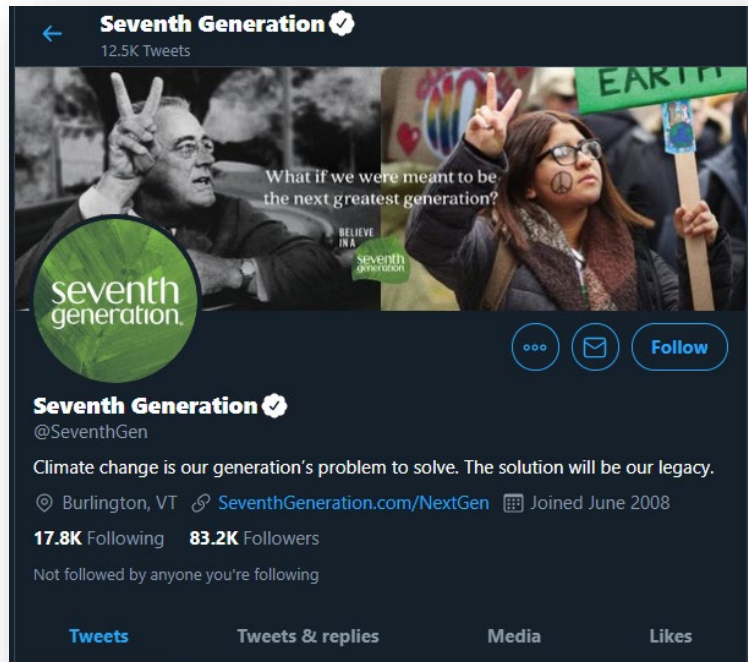 Seventh Generation
12.5K Tweets
EARTH
What if we were meant to be
the next greatest generation?
BELIEVE
IN A
seventh
generation
seventh
generation.
Follow
Seventh Generation
@SeventhGen
Climate change is our generation's problem to solve. The solution will be our legacy.
Burlington, VT SeventhGeneration.com/NextGen Joined June 2008
17.8K Following 83.2K Followers
Not followed by anyone you're following
Tweets Tweets & replies Media Likes